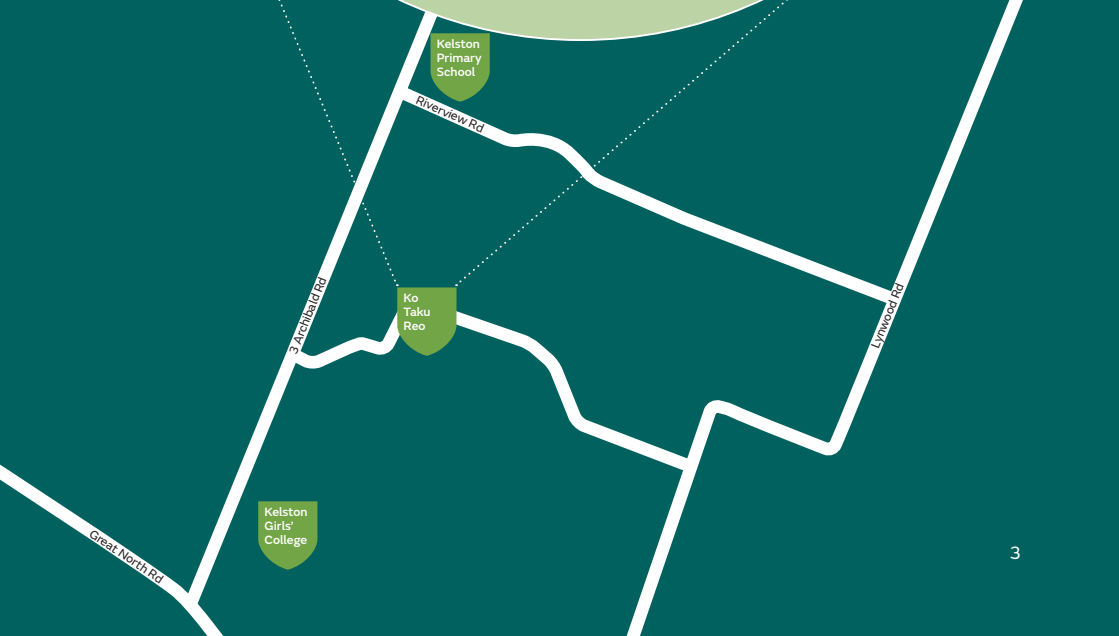 Kelston
Primary
School
Riverview Rd
3 Archibald Rd
Ko
Taku
Reo
Lynwood Rd
Kelston
Girls’
College
Great North Rd
3